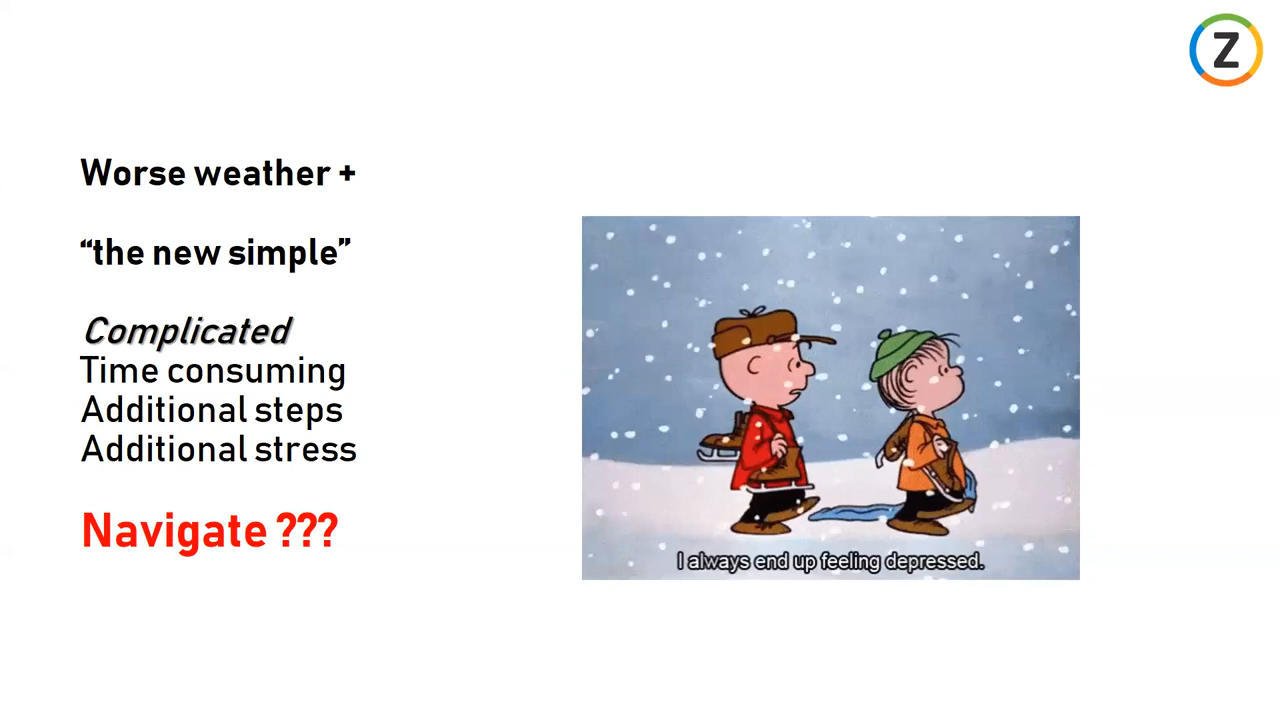 Z
Worse weather +
“the new simple”
Complicated
Time consuming
Additional steps
Additional stress
Navigate ???
I always end up feeling depressed.